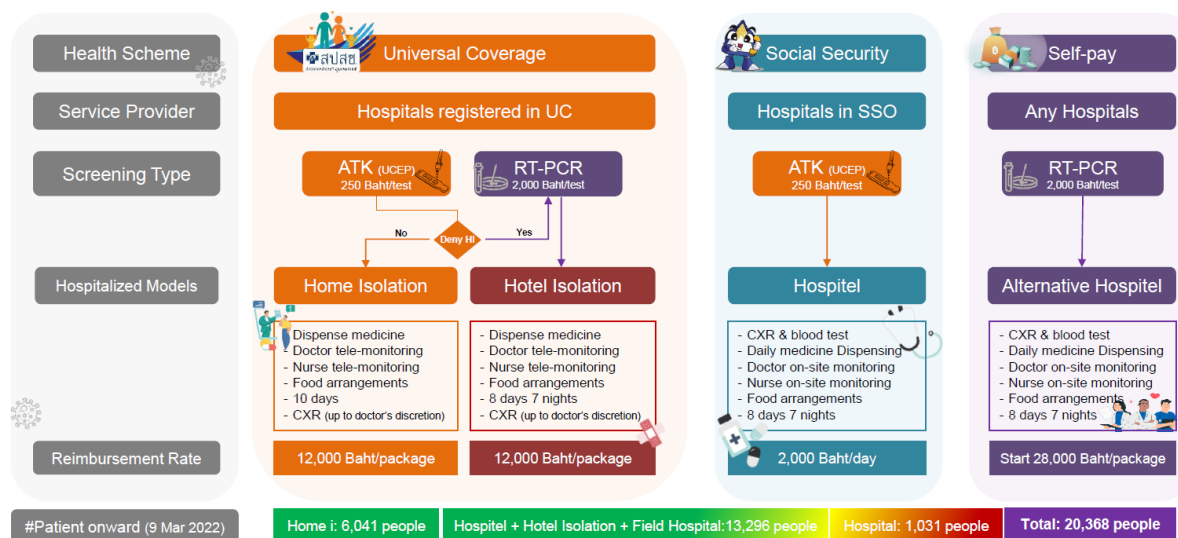 Health Scheme
สปสช.
Universal Coverage
Social Security
Self-pay
Service Provider
Hospitals registered in UC
Hospitals in SSO
Any Hospitals
Screening Type
ATK (UCEP)
250 Baht/test
RT-PCR
2,000 Baht/test
ATK (UCEP)
250 Baht/test
RT-PCR
2,000 Baht/test
No
Deny HI
Yes
Hospitalized Models
Home Isolation
Hotel Isolation
Hospitel
Alternative Hospitel
- Dispense medicine
- Doctor tele-monitoring
- Nurse tele-monitoring
- Food arrangements
- 10 days
- CXR (up to doctor's discretion)
- Dispense medicine
- Doctor tele-monitoring
- Nurse tele-monitoring
- Food arrangements
- 8 days 7 nights
- CXR (up to doctor's discretion)
- CXR & blood test
- Daily medicine Dispensing
- Doctor on-site monitoring
- Nurse on-site monitoring
- Food arrangements
- 8 days 7 nights
- CXR & blood test
- Daily medicine Dispensing
- Doctor on-site monitoring
- Nurse on-site monitoring
- Food arrangements
- 8 days 7 nights
Reimbursement Rate
12,000 Baht/package
12,000 Baht/package
2,000 Baht/day
Start 28,000 Baht/package
#Patient onward (9 Mar 2022)
Home i: 6,041 people
Hospitel + Hotel Isolation + Field Hospital:13,296 people
Hospital: 1,031 people
Total: 20,368 people